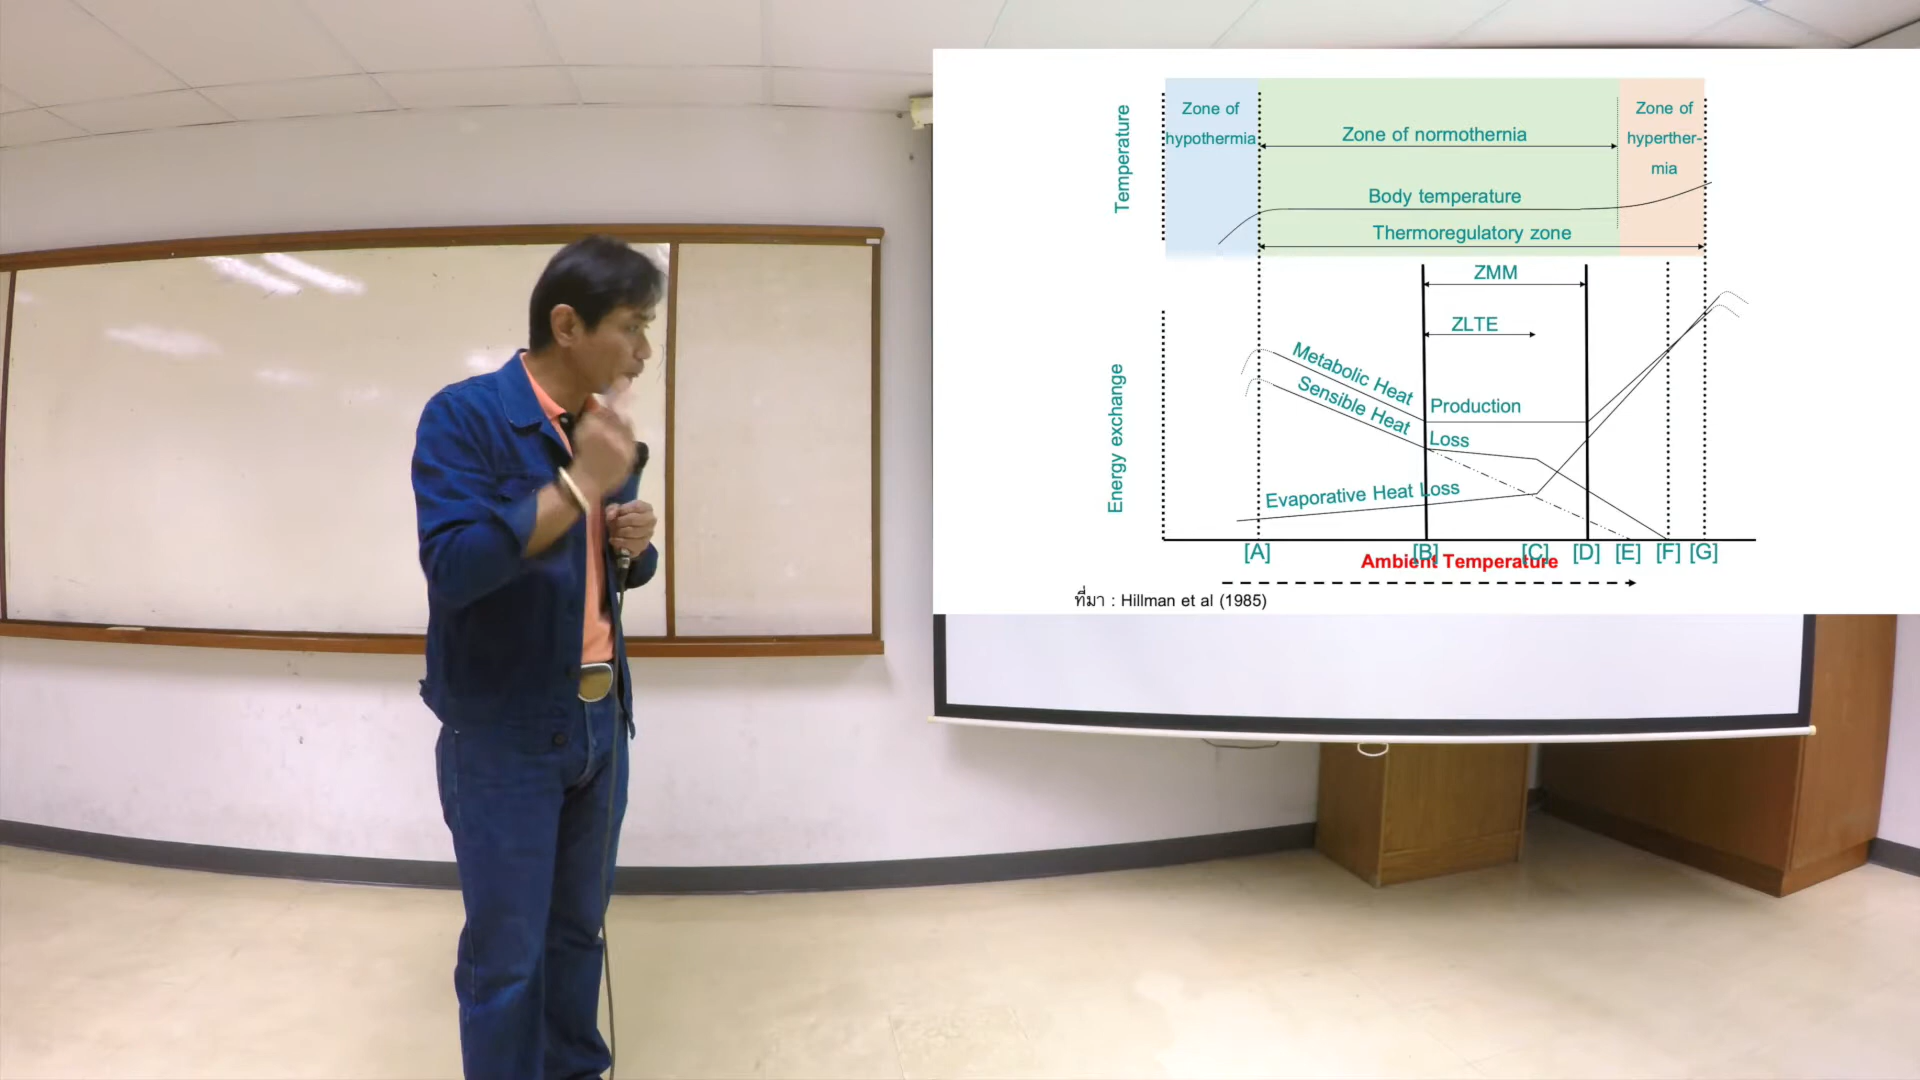 Temperature
Zone of
hypothermia
Zone of normothernia
Zone of
hyperther-
mia
Body temperature
Thermoregulatory zone
ZMM
ZLTE
Energy exchange
Metabolic Heat
Production
Sensible Heat
Loss
Evaporative Heat Loss
[A] [B] [C] [D] [E] [F] [G]
Ambient Temperature
ที่มา : Hillman et al (1985)